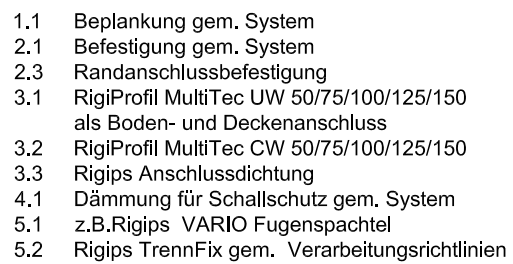 1.1 Beplankung gem. System
2.1 Befestigung gem. System
2.3 Randanschlussbefestigung
3.1 RigiProfil MultiTec UW 50/75/100/125/150
als Boden- und Deckenanschluss
3.2 RigiProfil MultiTec CW 50/75/100/125/150
3.3 Rigips Anschlussdichtung
4.1 Dämmung für Schallschutz gem. System
5.1 z.B.Rigips VARIO Fugenspachtel
5.2 Rigips TrennFix gem. Verarbeitungsrichtlinien